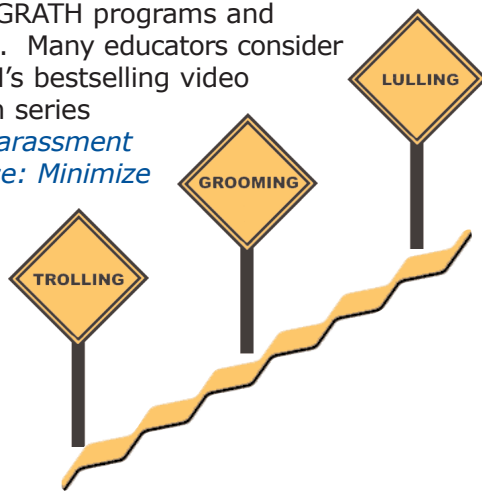 GRATH programs and
. Many educators consider
l's bestselling video
n series
arassment
e: Minimize
LULLING
GROOMING
TROLLING